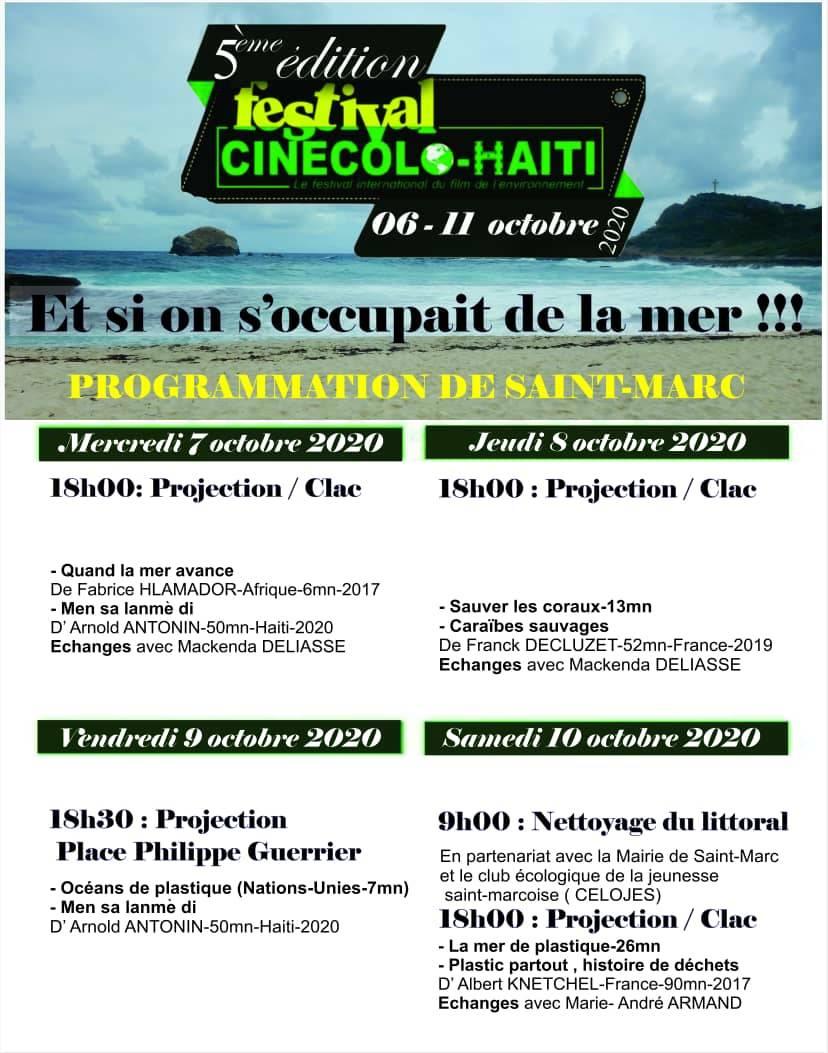 5ème édition
festival
CINECOLO-HAITI
Le festival international du film de l'environnement
06 - 11 octobre 2020
Et si on s'occupait de la mer !!!
PROGRAMMATION DE SAINT-MARC
Mercredi 7 octobre 2020
18h00: Projection / Clac
- Quand la mer avance
De Fabrice HLAMADOR-Afrique-6mn-2017
- Men sa lanmè di
D' Arnold ANTONIN-50mn-Haiti-2020
Echanges avec Mackenda DELIASSE
Jeudi 8 octobre 2020
18h00 : Projection / Clac
- Sauver les coraux-13mn
- Caraïbes sauvages
De Franck DECLUZET-52mn-France-2019
Echanges avec Mackenda DELIASSE
Vendredi 9 octobre 2020
18h30 : Projection
Place Philippe Guerrier
- Océans de plastique (Nations-Unies-7mn)
- Men sa lanmè di
D' Arnold ANTONIN-50mn-Haiti-2020
Samedi 10 octobre 2020
9h00 : Nettoyage du littoral
En partenariat avec la Mairie de Saint-Marc
et le club écologique de la jeunesse
saint-marcoise ( CELOJES)
18h00 : Projection / Clac
- La mer de plastique-26mn
- Plastic partout , histoire de déchets
D' Albert KNETCHEL-France-90mn-2017
Echanges avec Marie- André ARMAND